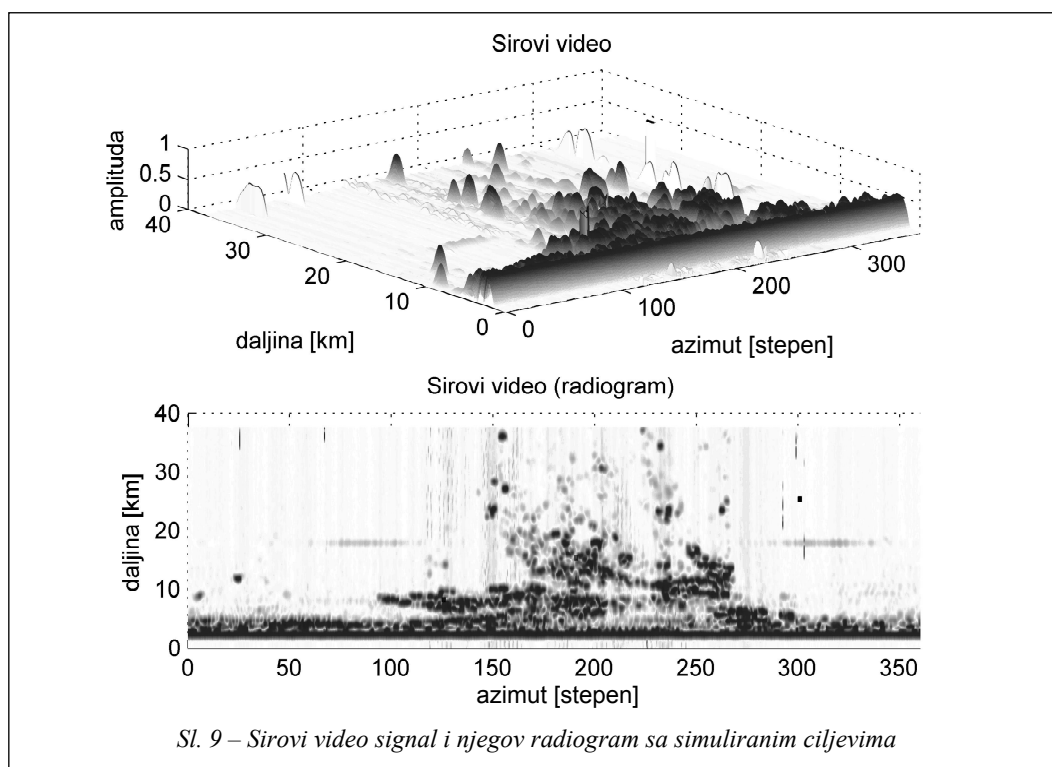 Sirovi video
amplituda
1
0.5
0
40
30
20
10
0
daljina [km]
0
100
200
300
azimut [stepen]
Sirovi video (radiogram)
daljina [km]
40
30
20
10
0
0 50 100 150 200 250 300 350
azimut [stepen]
Sl. 9 – Sirovi video signal i njegov radiogram sa simuliranim ciljevima